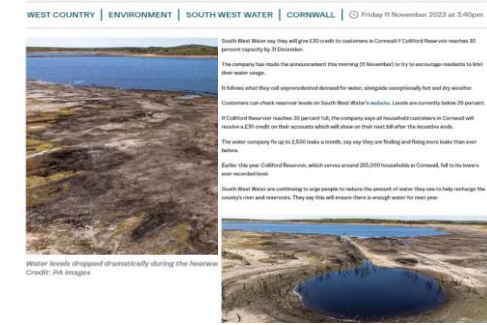 WEST COUNTRY | ENVIRONMENT | SOUTH WEST WATER | CORNWALL | Friday 11 November 2022 at 3:40pm
South West Water say they will give £30 credit to customers in Cornwall if Colliford Reservoir reaches 30
percent capacity by 31 December.
The company has made the announcement this morning (11 November) to try to encourage residents to limit
their water usage.
It follows what they call unprecedented demand for water, alongside exceptionally hot and dry weather.
Customers can check reservoir levels on South West Water's website. Levels are currently below 20 percent.
If Colliford Reservoir reaches 30 percent full, the company says all household customers in Cornwall will
receive a £30 credit on their accounts which will show on their next bill after the incentive ends.
The water company fix up to 2,500 leaks a month, say say they are finding and fixing more leaks than ever
before.
Earlier this year Colliford Reservoir, which serves around 255,000 households in Cornwall, fell to its lowers
ever recorded level.
South West Water are continuing to urge people to reduce the amount of water they use to help recharge the
county's river and reservoirs. They say this will ensure there is enough water for next year.
Water levels dropped dramatically during the heatwa
Credit: PA images